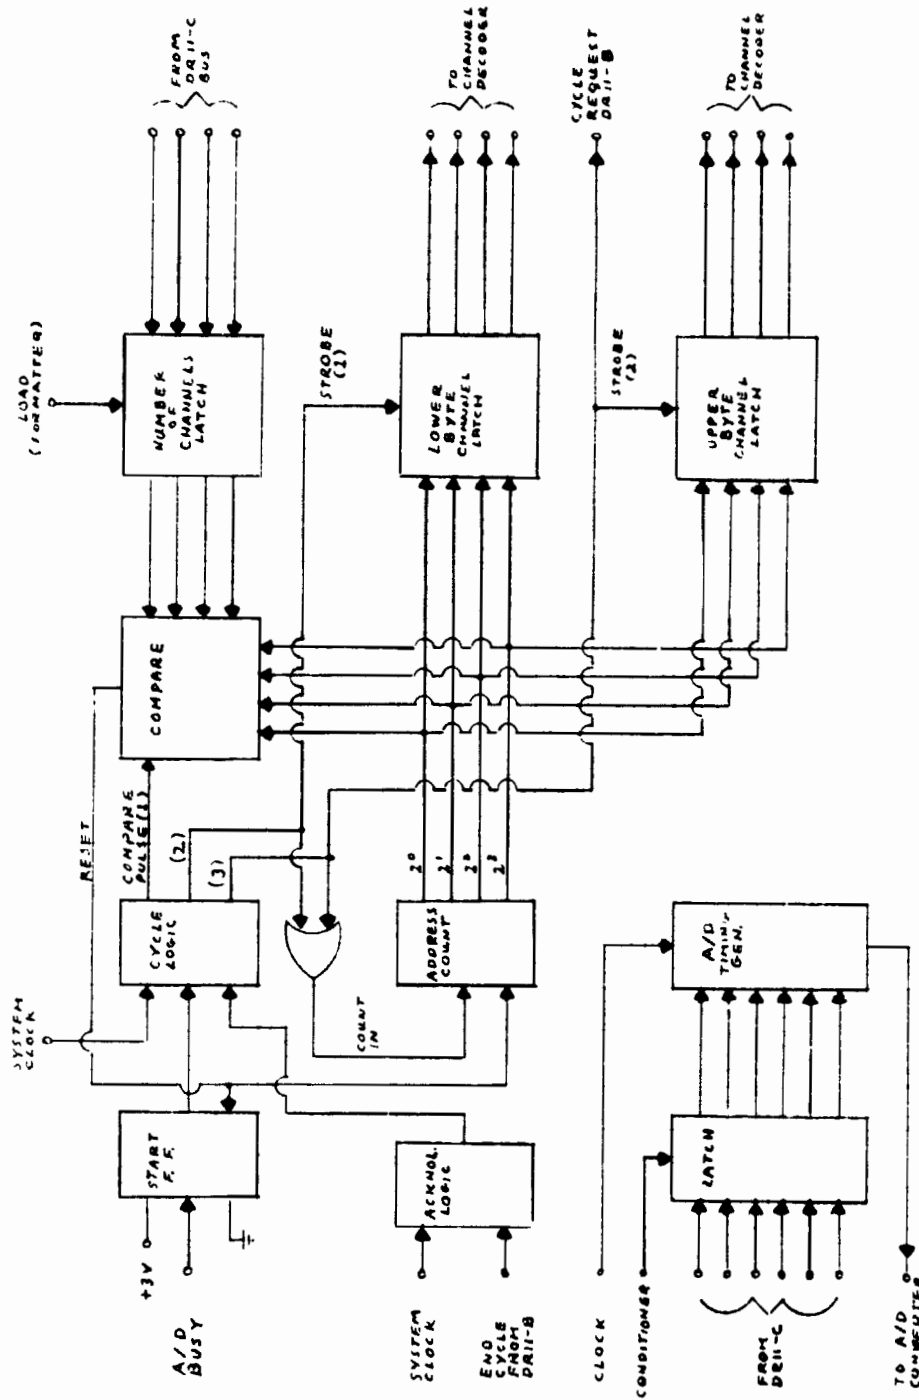 FROM
DR11-C
BUS
TO
CHANNEL
DECODER
CYCLE
REQUEST
DR11-B
TO
CHANNEL
DECODER
LOAD
(FORMATTER)
NUMBER
OF
CHANNELS
LATCH
STROBE
(1)
LOWER
BYTE
CHANNEL
LATCH
STROBE
(2)
UPPER
BYTE
CHANNEL
LATCH
COMPARE
RESET
COMPARE
PULSE(1)
(2)
(3)
SYSTEM
CLOCK
CYCLE
LOGIC
COUNT
IN
ADDRESS
COUNT
2⁰
2¹
2²
2³
A/D
TIMING
GEN.
START
F.F.
+3V
A/D
BUSY
ACKNOL.
LOGIC
SYSTEM
CLOCK
END
CYCLE
FROM
DR11-B
LATCH
CLOCK
CONDITIONER
FROM
DR11-C
TO A/D
CONVERTER